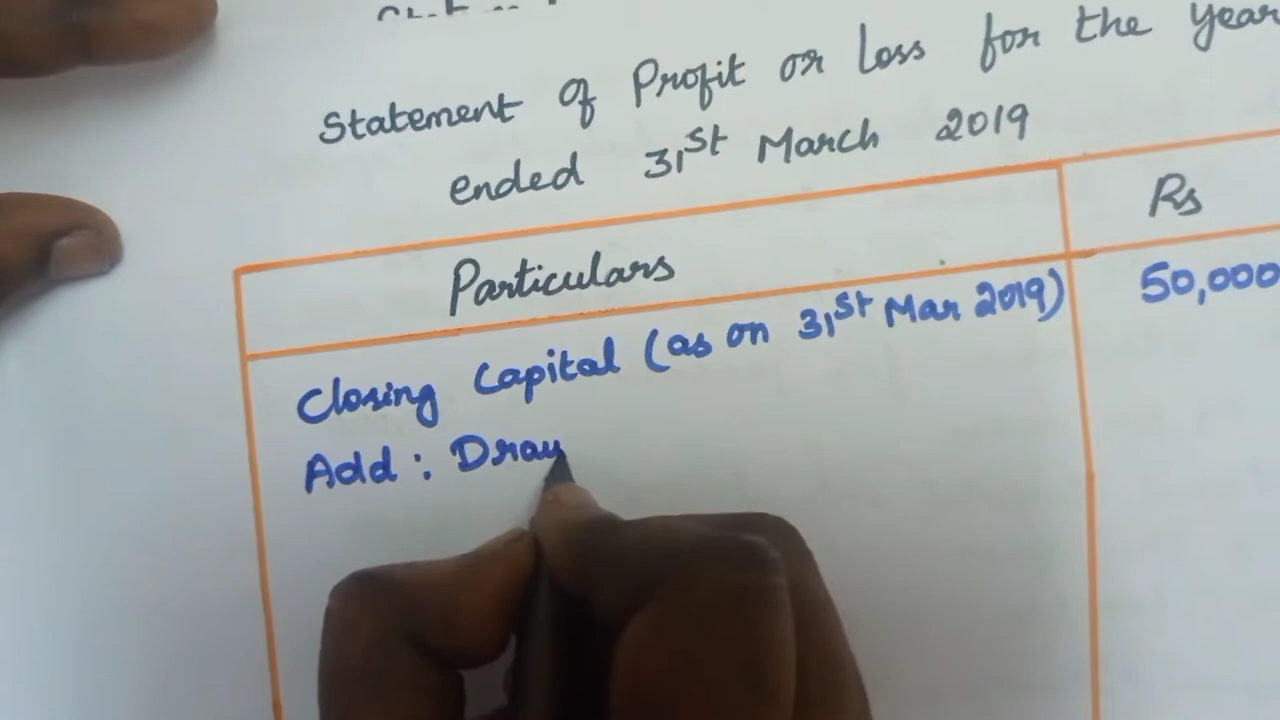 Statement of Profit or Loss for the Year
ended 31st March 2019
Particulars
Rs
Closing Capital (as on 31st Mar 2019)
50,000
Add : Draw